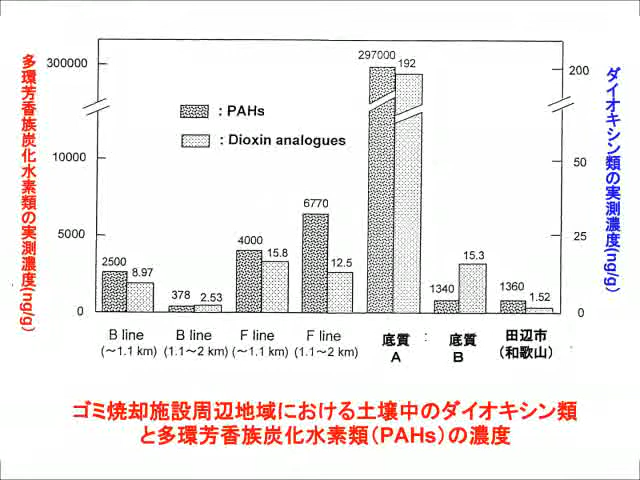 多環芳香族炭化水素類の実測濃度(ng/g)
300000
10000
5000
0
: PAHs
: Dioxin analogues
2500
8.97
378
2.53
4000
15.8
6770
12.5
297000
192
1340
15.3
1360
1.52
200
50
25
0
ダイオキシン類の実測濃度(ng/g)
B line
(～1.1 km)
B line
(1.1～2 km)
F line
(～1.1 km)
F line
(1.1～2 km)
底質
A
:
底質
B
田辺市
(和歌山)
ゴミ焼却施設周辺地域における土壌中のダイオキシン類
と多環芳香族炭化水素類(PAHs)の濃度